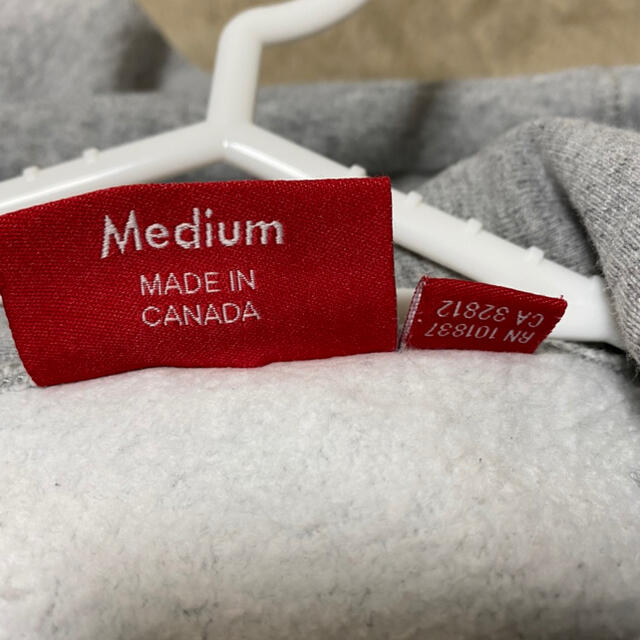 Medium
MADE IN
CANADA
RN 101837
CA 32812